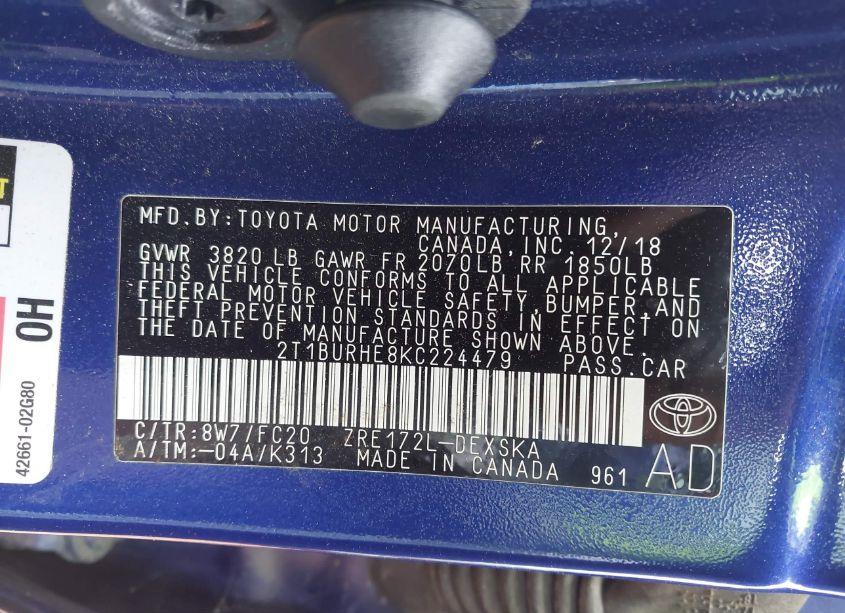 MFD.BY:TOYOTA MOTOR MANUFACTURING,
CANADA,INC. 12/18
GVWR 3820 LB GAWR FR 2070LB RR 1850LB
THIS VEHICLE CONFORMS TO ALL APPLICABLE
FEDERAL MOTOR VEHICLE SAFETY,BUMPER,AND
THEFT PREVENTION STANDARDS IN EFFECT ON
THE DATE OF MANUFACTURE SHOWN ABOVE.
2T1BURHE8KC224479 PASS.CAR
C/TR:8W7/FC20 ZRE172L-DEXSKA
A/TM:-04A/K313 MADE IN CANADA 961
AD
OH
42661-02G80